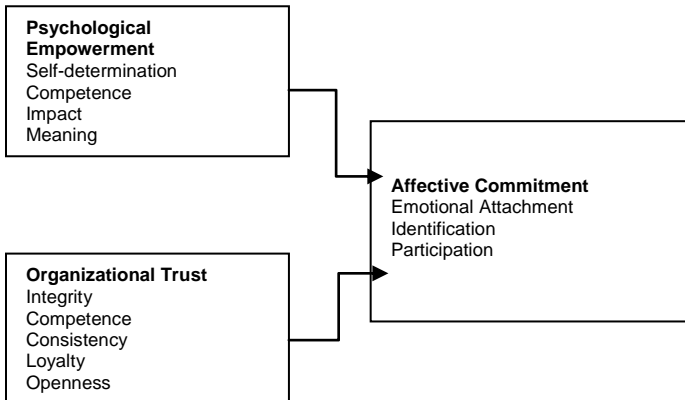 Psychological
Empowerment
Self-determination
Competence
Impact
Meaning
Affective Commitment
Emotional Attachment
Identification
Participation
Organizational Trust
Integrity
Competence
Consistency
Loyalty
Openness